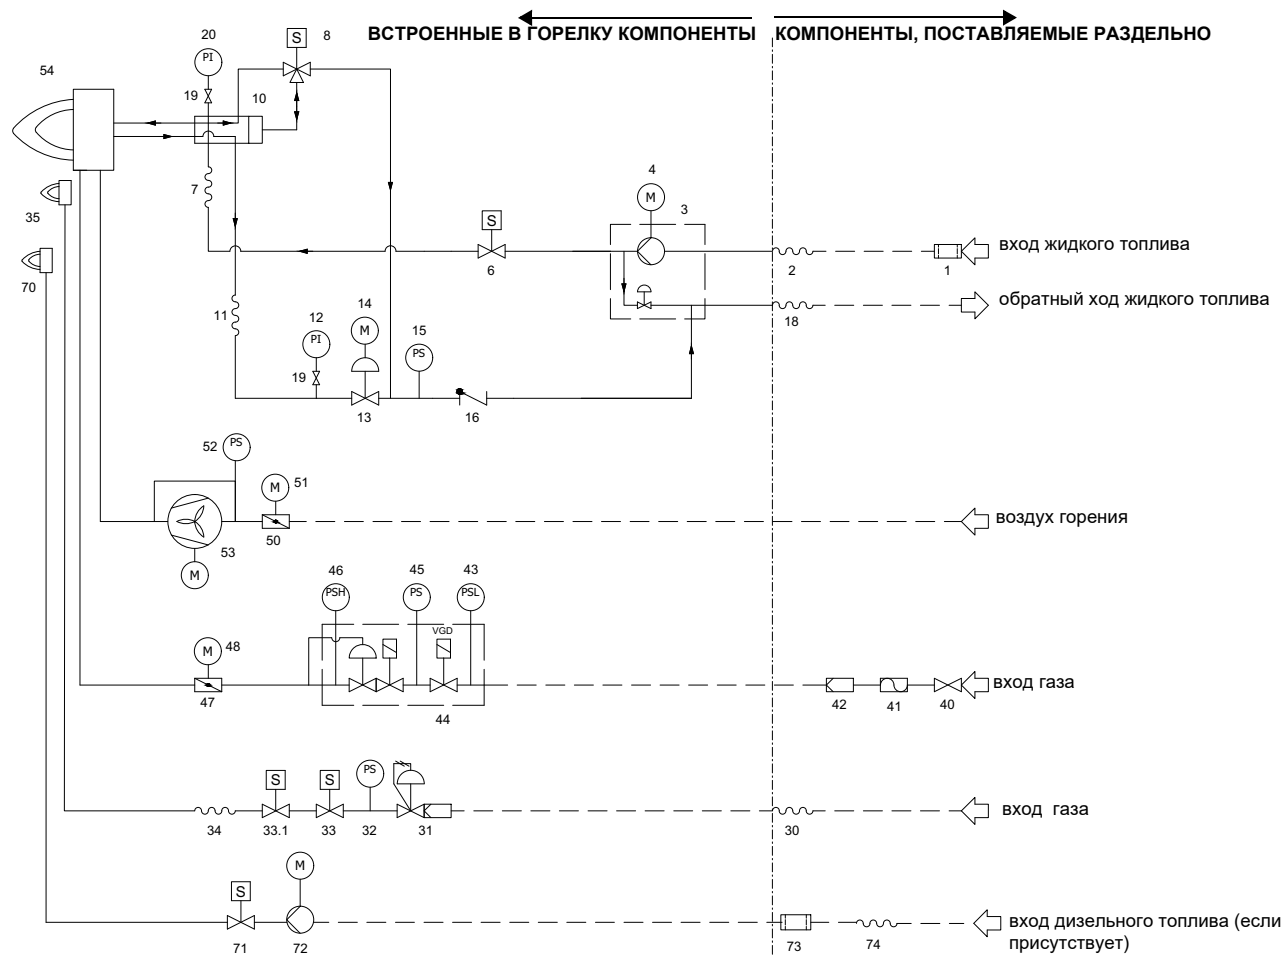 ВСТРОЕННЫЕ В ГОРЕЛКУ КОМПОНЕНТЫ
КОМПОНЕНТЫ, ПОСТАВЛЯЕМЫЕ РАЗДЕЛЬНО
20
S
8
54
PI
19
10
7
4
M
3
35
S
6
2
1
вход жидкого топлива
70
11
14
12
M
15
18
обратный ход жидкого топлива
PI
PS
19
13
16
52
PS
51
M
53
50
воздух горения
M
46
45
43
PSH
PS
PSL
VGD
M
48
47
44
42
41
40
вход газа
S
S
PS
34
33.1
33
32
31
30
вход газа
M
S
71
72
73
74
вход дизельного топлива (если
присутствует)